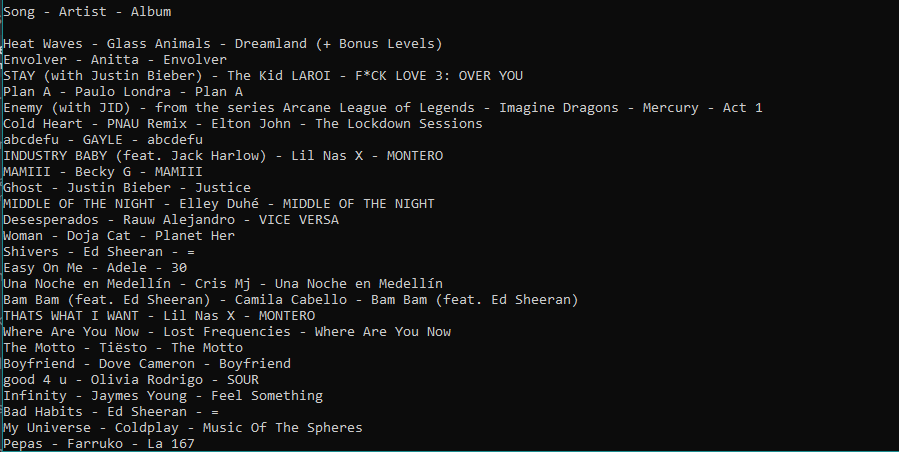 Song - Artist - Album
Heat Waves - Glass Animals - Dreamland (+ Bonus Levels)
Envolver - Anitta - Envolver
STAY (with Justin Bieber) - The Kid LAROI - F*CK LOVE 3: OVER YOU
Plan A - Paulo Londra - Plan A
Enemy (with JID) - from the series Arcane League of Legends - Imagine Dragons - Mercury - Act 1
Cold Heart - PNAU Remix - Elton John - The Lockdown Sessions
abcdefu - GAYLE - abcdefu
INDUSTRY BABY (feat. Jack Harlow) - Lil Nas X - MONTERO
MAMIII - Becky G - MAMIII
Ghost - Justin Bieber - Justice
MIDDLE OF THE NIGHT - Elley Duhé - MIDDLE OF THE NIGHT
Desesperados - Rauw Alejandro - VICE VERSA
Woman - Doja Cat - Planet Her
Shivers - Ed Sheeran - =
Easy On Me - Adele - 30
Una Noche en Medellín - Cris Mj - Una Noche en Medellín
Bam Bam (feat. Ed Sheeran) - Camila Cabello - Bam Bam (feat. Ed Sheeran)
THATS WHAT I WANT - Lil Nas X - MONTERO
Where Are You Now - Lost Frequencies - Where Are You Now
The Motto - Tiësto - The Motto
Boyfriend - Dove Cameron - Boyfriend
good 4 u - Olivia Rodrigo - SOUR
Infinity - Jaymes Young - Feel Something
Bad Habits - Ed Sheeran - =
My Universe - Coldplay - Music Of The Spheres
Pepas - Farruko - La 167